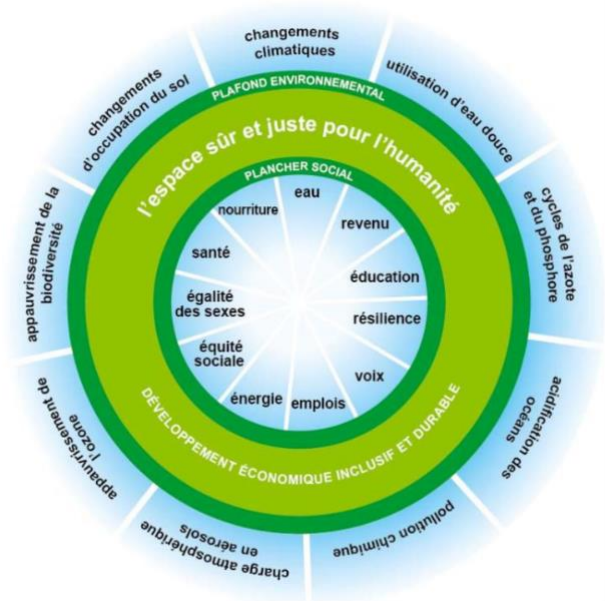 changements
climatiques
utilisation d'eau douce
cycles de l'azote
et du phosphore
acidification des
océans
pollution chimique
charge atmosphérique
en aérosols
appauvrissement de
l'ozone
appauvrissement de la
biodiversité
changements
d'occupation du sol
PLAFOND ENVIRONNEMENTAL
l'espace sûr et juste pour l'humanité
PLANCHER SOCIAL
eau
revenu
éducation
résilience
voix
emplois
énergie
équité
sociale
égalité
des sexes
santé
nourriture
DÉVELOPPEMENT ÉCONOMIQUE INCLUSIF ET DURABLE